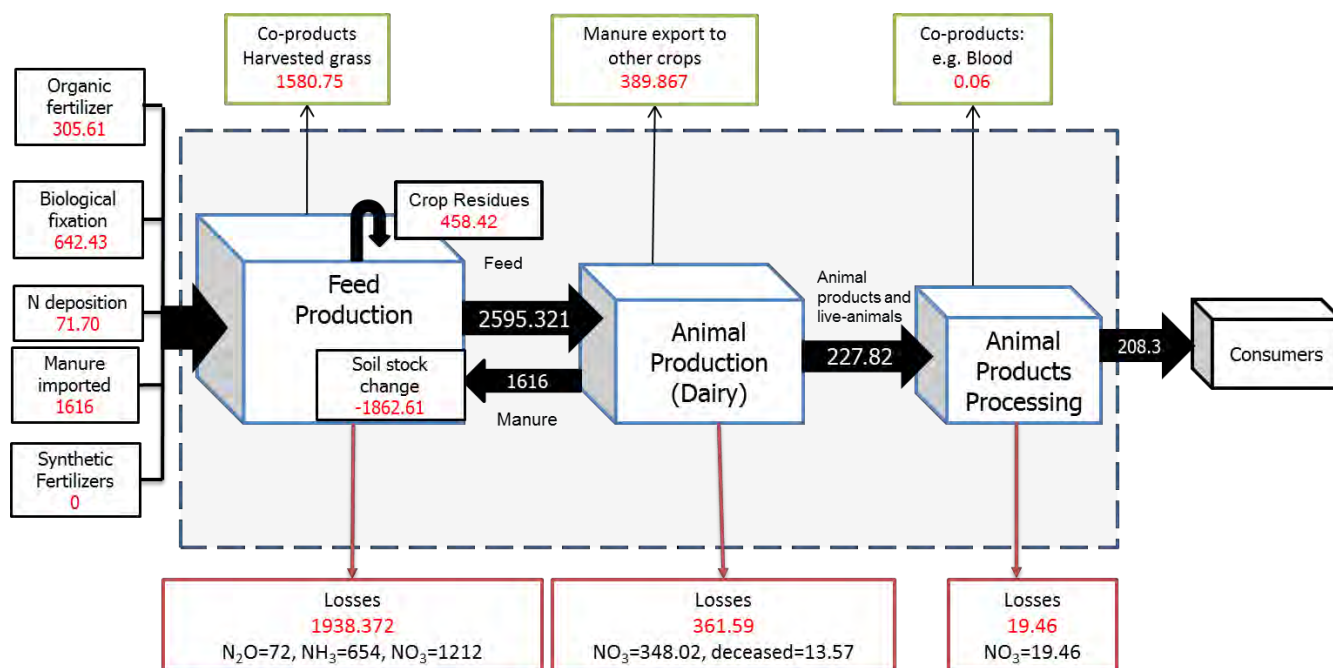 Co-products
Harvested grass
1580.75
Manure export to
other crops
389.867
Co-products:
e.g. Blood
0.06
Organic
fertilizer
305.61
Biological
fixation
642.43
N deposition
71.70
Manure
imported
1616
Synthetic
Fertilizers
0
Crop Residues
458.42
Feed
Production
Soil stock
change
-1862.61
Feed
2595.321
1616
Manure
Animal
Production
(Dairy)
Animal
products and
live-animals
227.82
Animal
Products
Processing
208.3
Consumers
Losses
1938.372
N₂O=72, NH₃=654, NO₃=1212
Losses
361.59
NO₃=348.02, deceased=13.57
Losses
19.46
NO₃=19.46